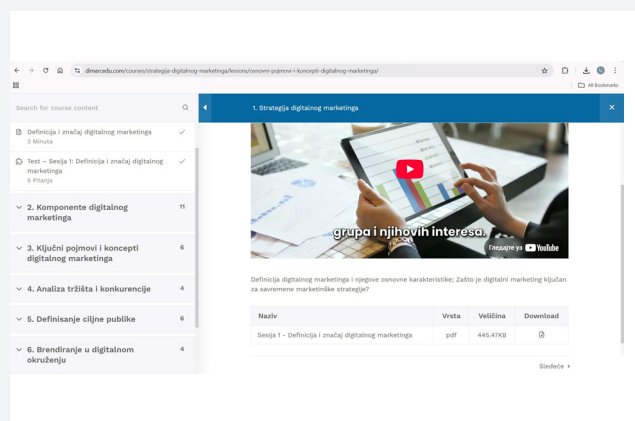 dimarcedu.com/courses/strategija-digitalnog-marketinga/lessons/osnovni-pojmovi-i-koncepti-digitalnog-marketinga/
All Bookmarks
Search for course content
Definicija i značaj digitalnog marketinga
3 Minuta
Test – Sesija 1: Definicija i značaj digitalnog
marketinga
5 Pitanja
2. Komponente digitalnog
marketinga
11
3. Ključni pojmovi i koncepti
digitalnog marketinga
6
4. Analiza tržišta i konkurencije
4
5. Definisanje ciljne publike
6
6. Brendiranje u digitalnom
okruženju
4
1. Strategija digitalnog marketinga
grupa i njihovih interesa.
Гледајте уз YouTube
Definicija digitalnog marketinga i njegove osnovne karakteristike; Zašto je digitalni marketing ključan
za savremene marketinške strategije?
Naziv Vrsta Veličina Download
Sesija 1 – Definicija i značaj digitalnog marketinga pdf 445.47KB
Sledeće